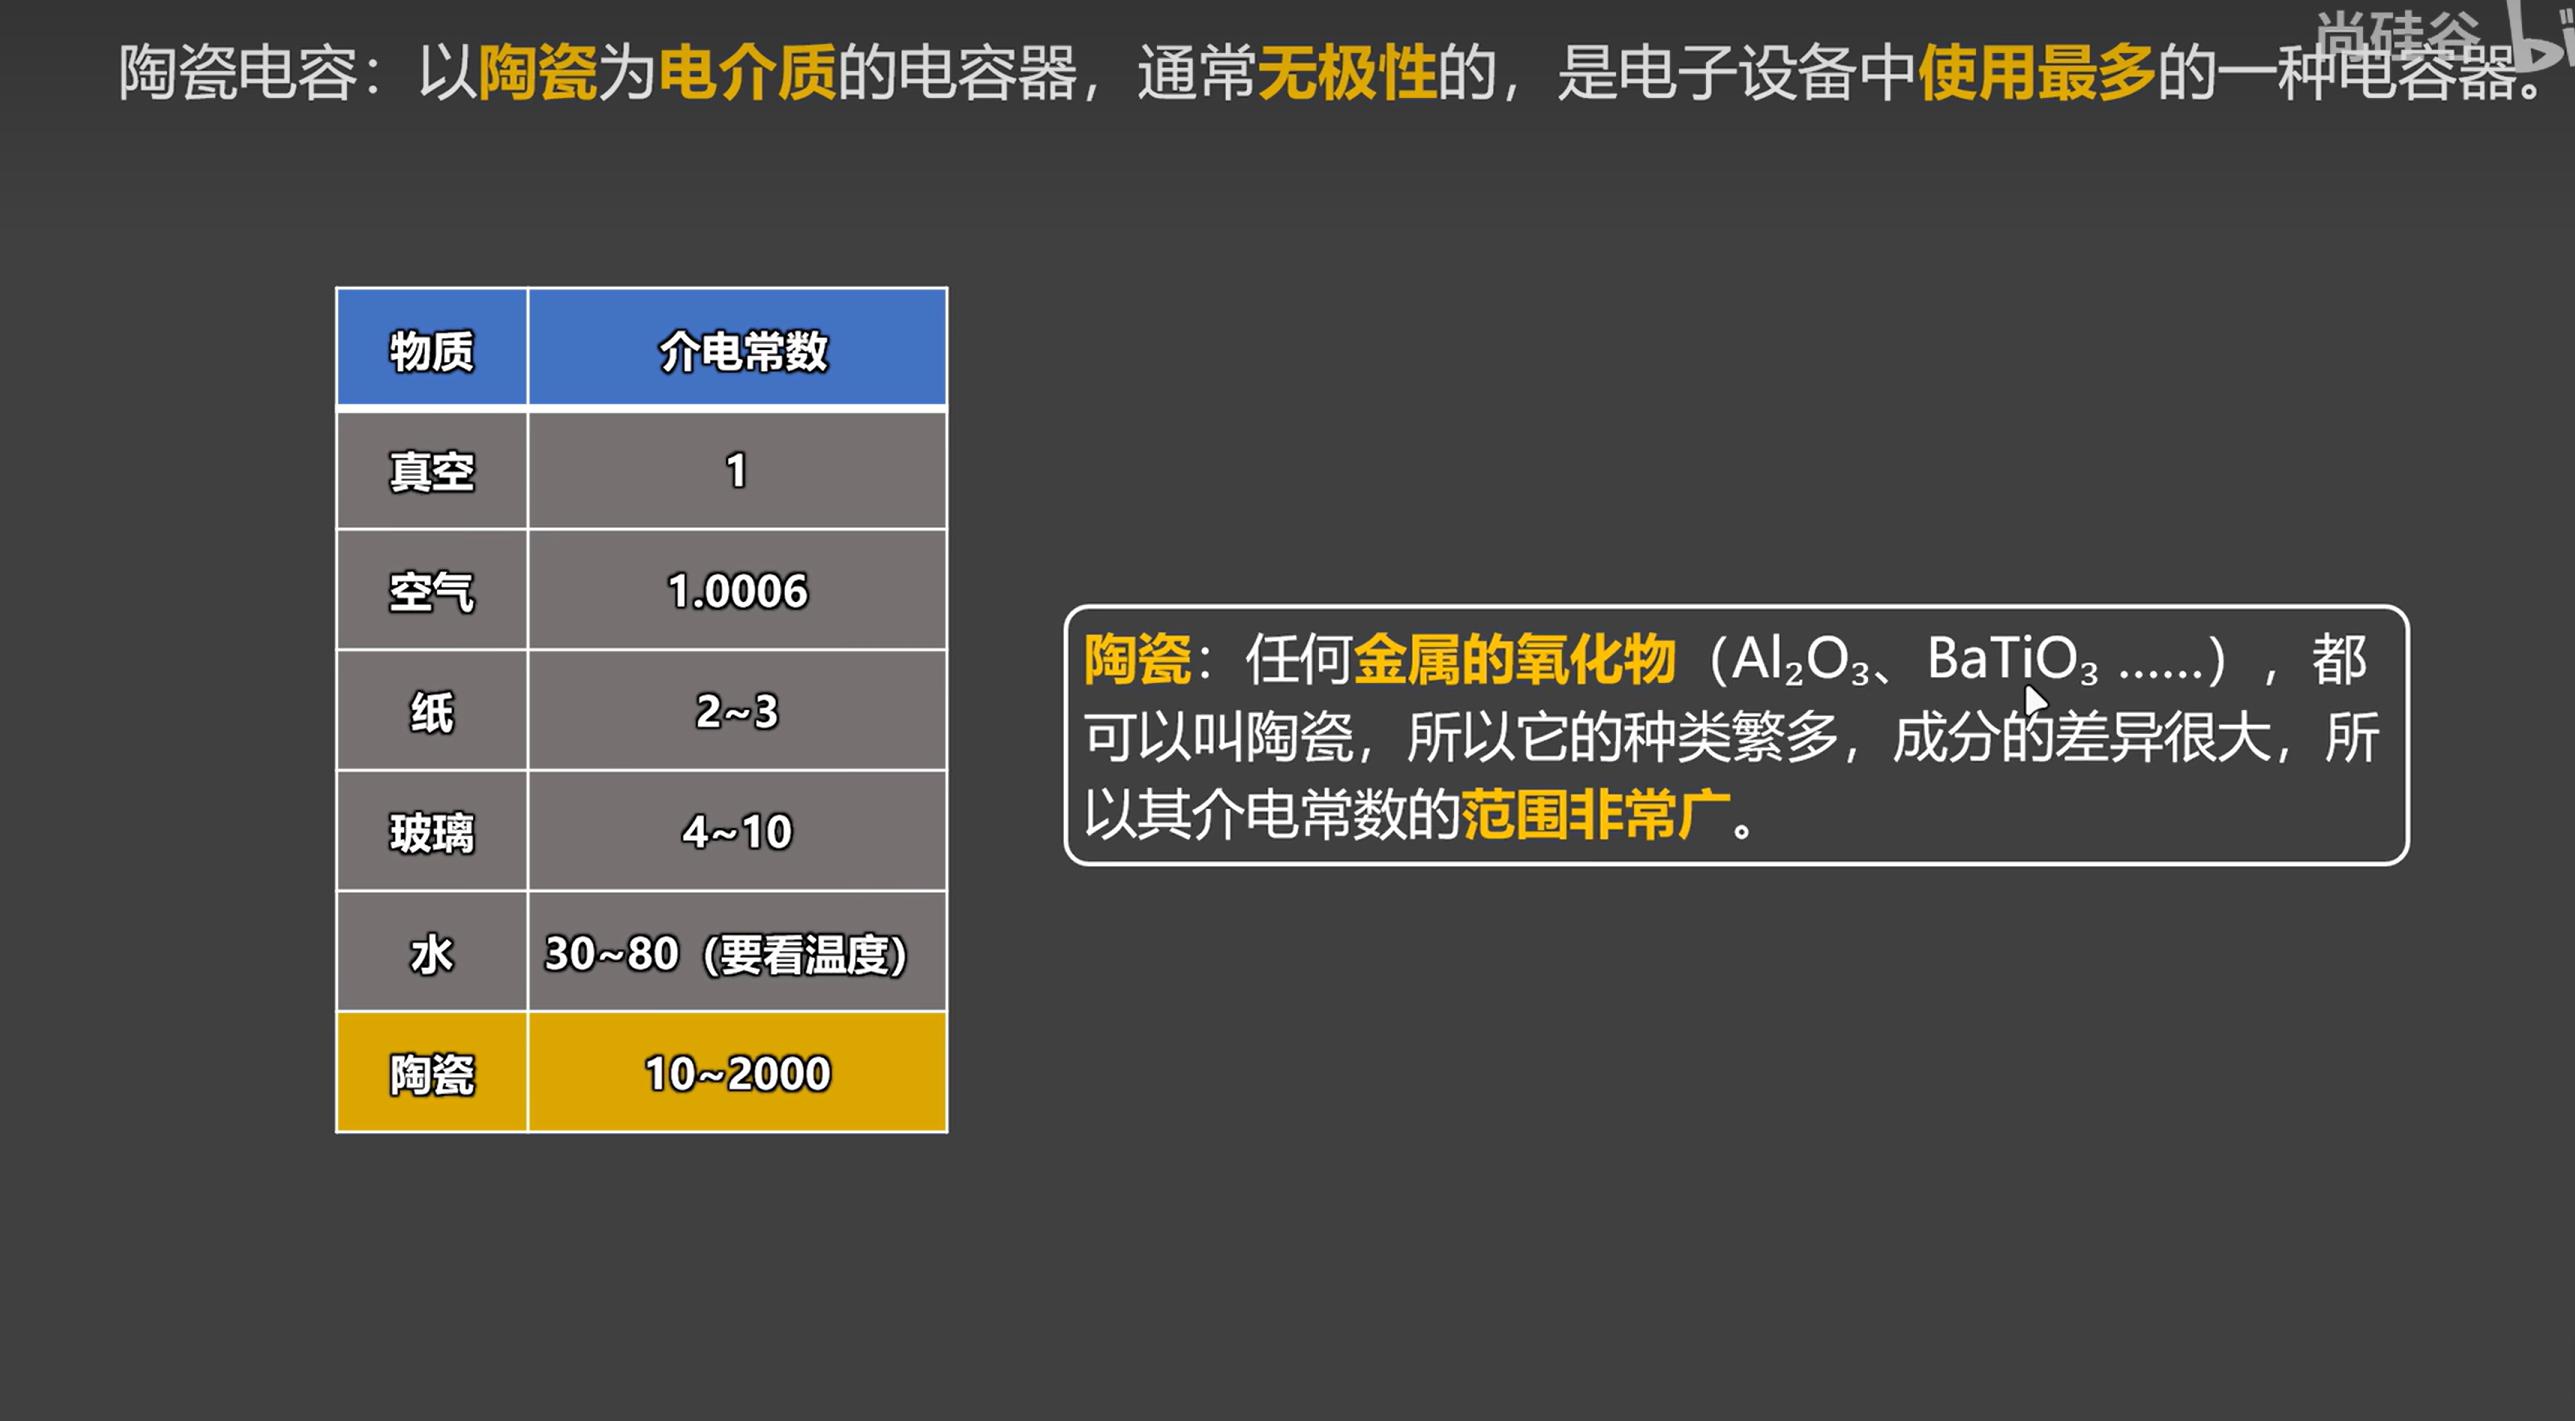 尚硅谷 bi
陶瓷电容：以陶瓷为电介质的电容器，通常无极性的，是电子设备中使用最多的一种电容器。
物质 介电常数
真空 1
空气 1.0006
纸 2~3
玻璃 4~10
水 30~80（要看温度）
陶瓷 10~2000
陶瓷：任何金属的氧化物（Al₂O₃、BaTiO₃ ……），都
可以叫陶瓷，所以它的种类繁多，成分的差异很大，所
以其介电常数的范围非常广。